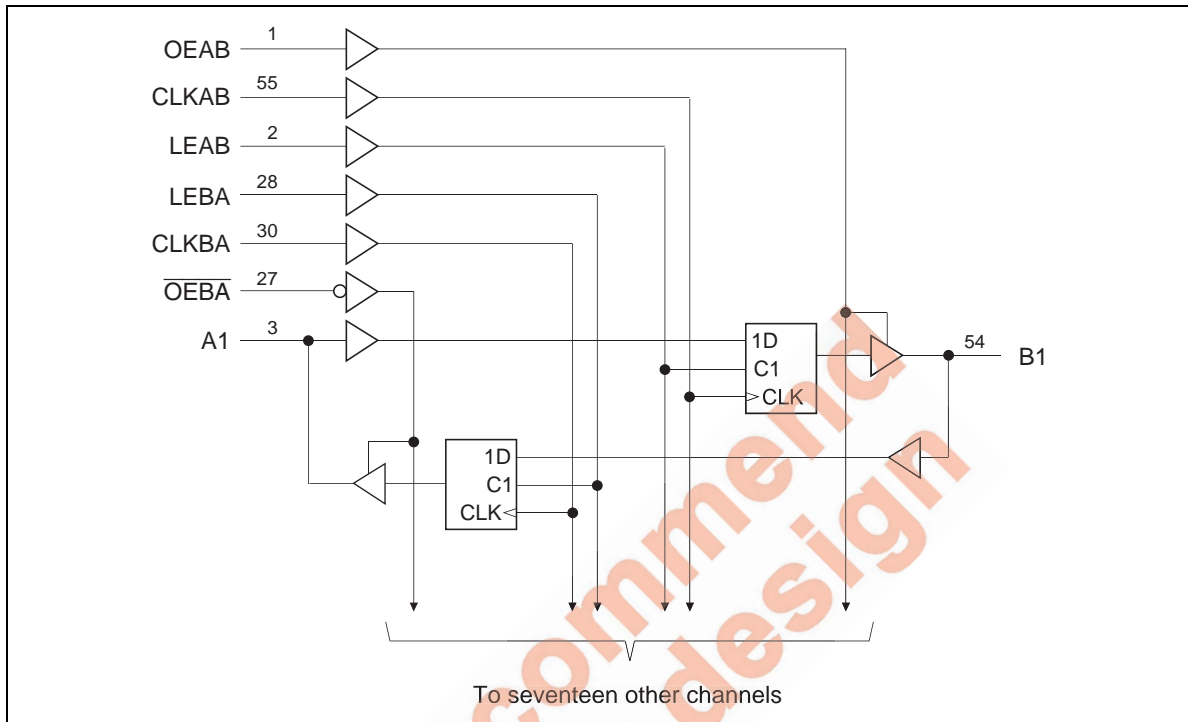 OEAB 1
CLKAB 55
LEAB 2
LEBA 28
CLKBA 30
OEBA 27
A1 3
1D
C1
CLK
54 B1
1D
C1
CLK
To seventeen other channels
commend
design